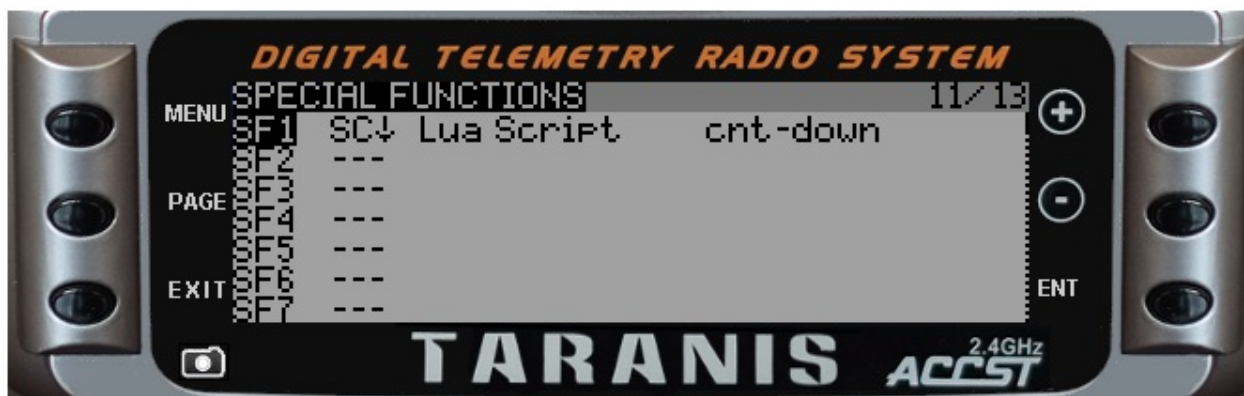 DIGITAL TELEMETRY RADIO SYSTEM
MENU
PAGE
EXIT
SPECIAL FUNCTIONS 11/13
SF1 SC↓ Lua Script cnt-down
SF2 ---
SF3 ---
SF4 ---
SF5 ---
SF6 ---
SF7 ---
+
-
ENT
TARANIS
2.4GHz
ACCST